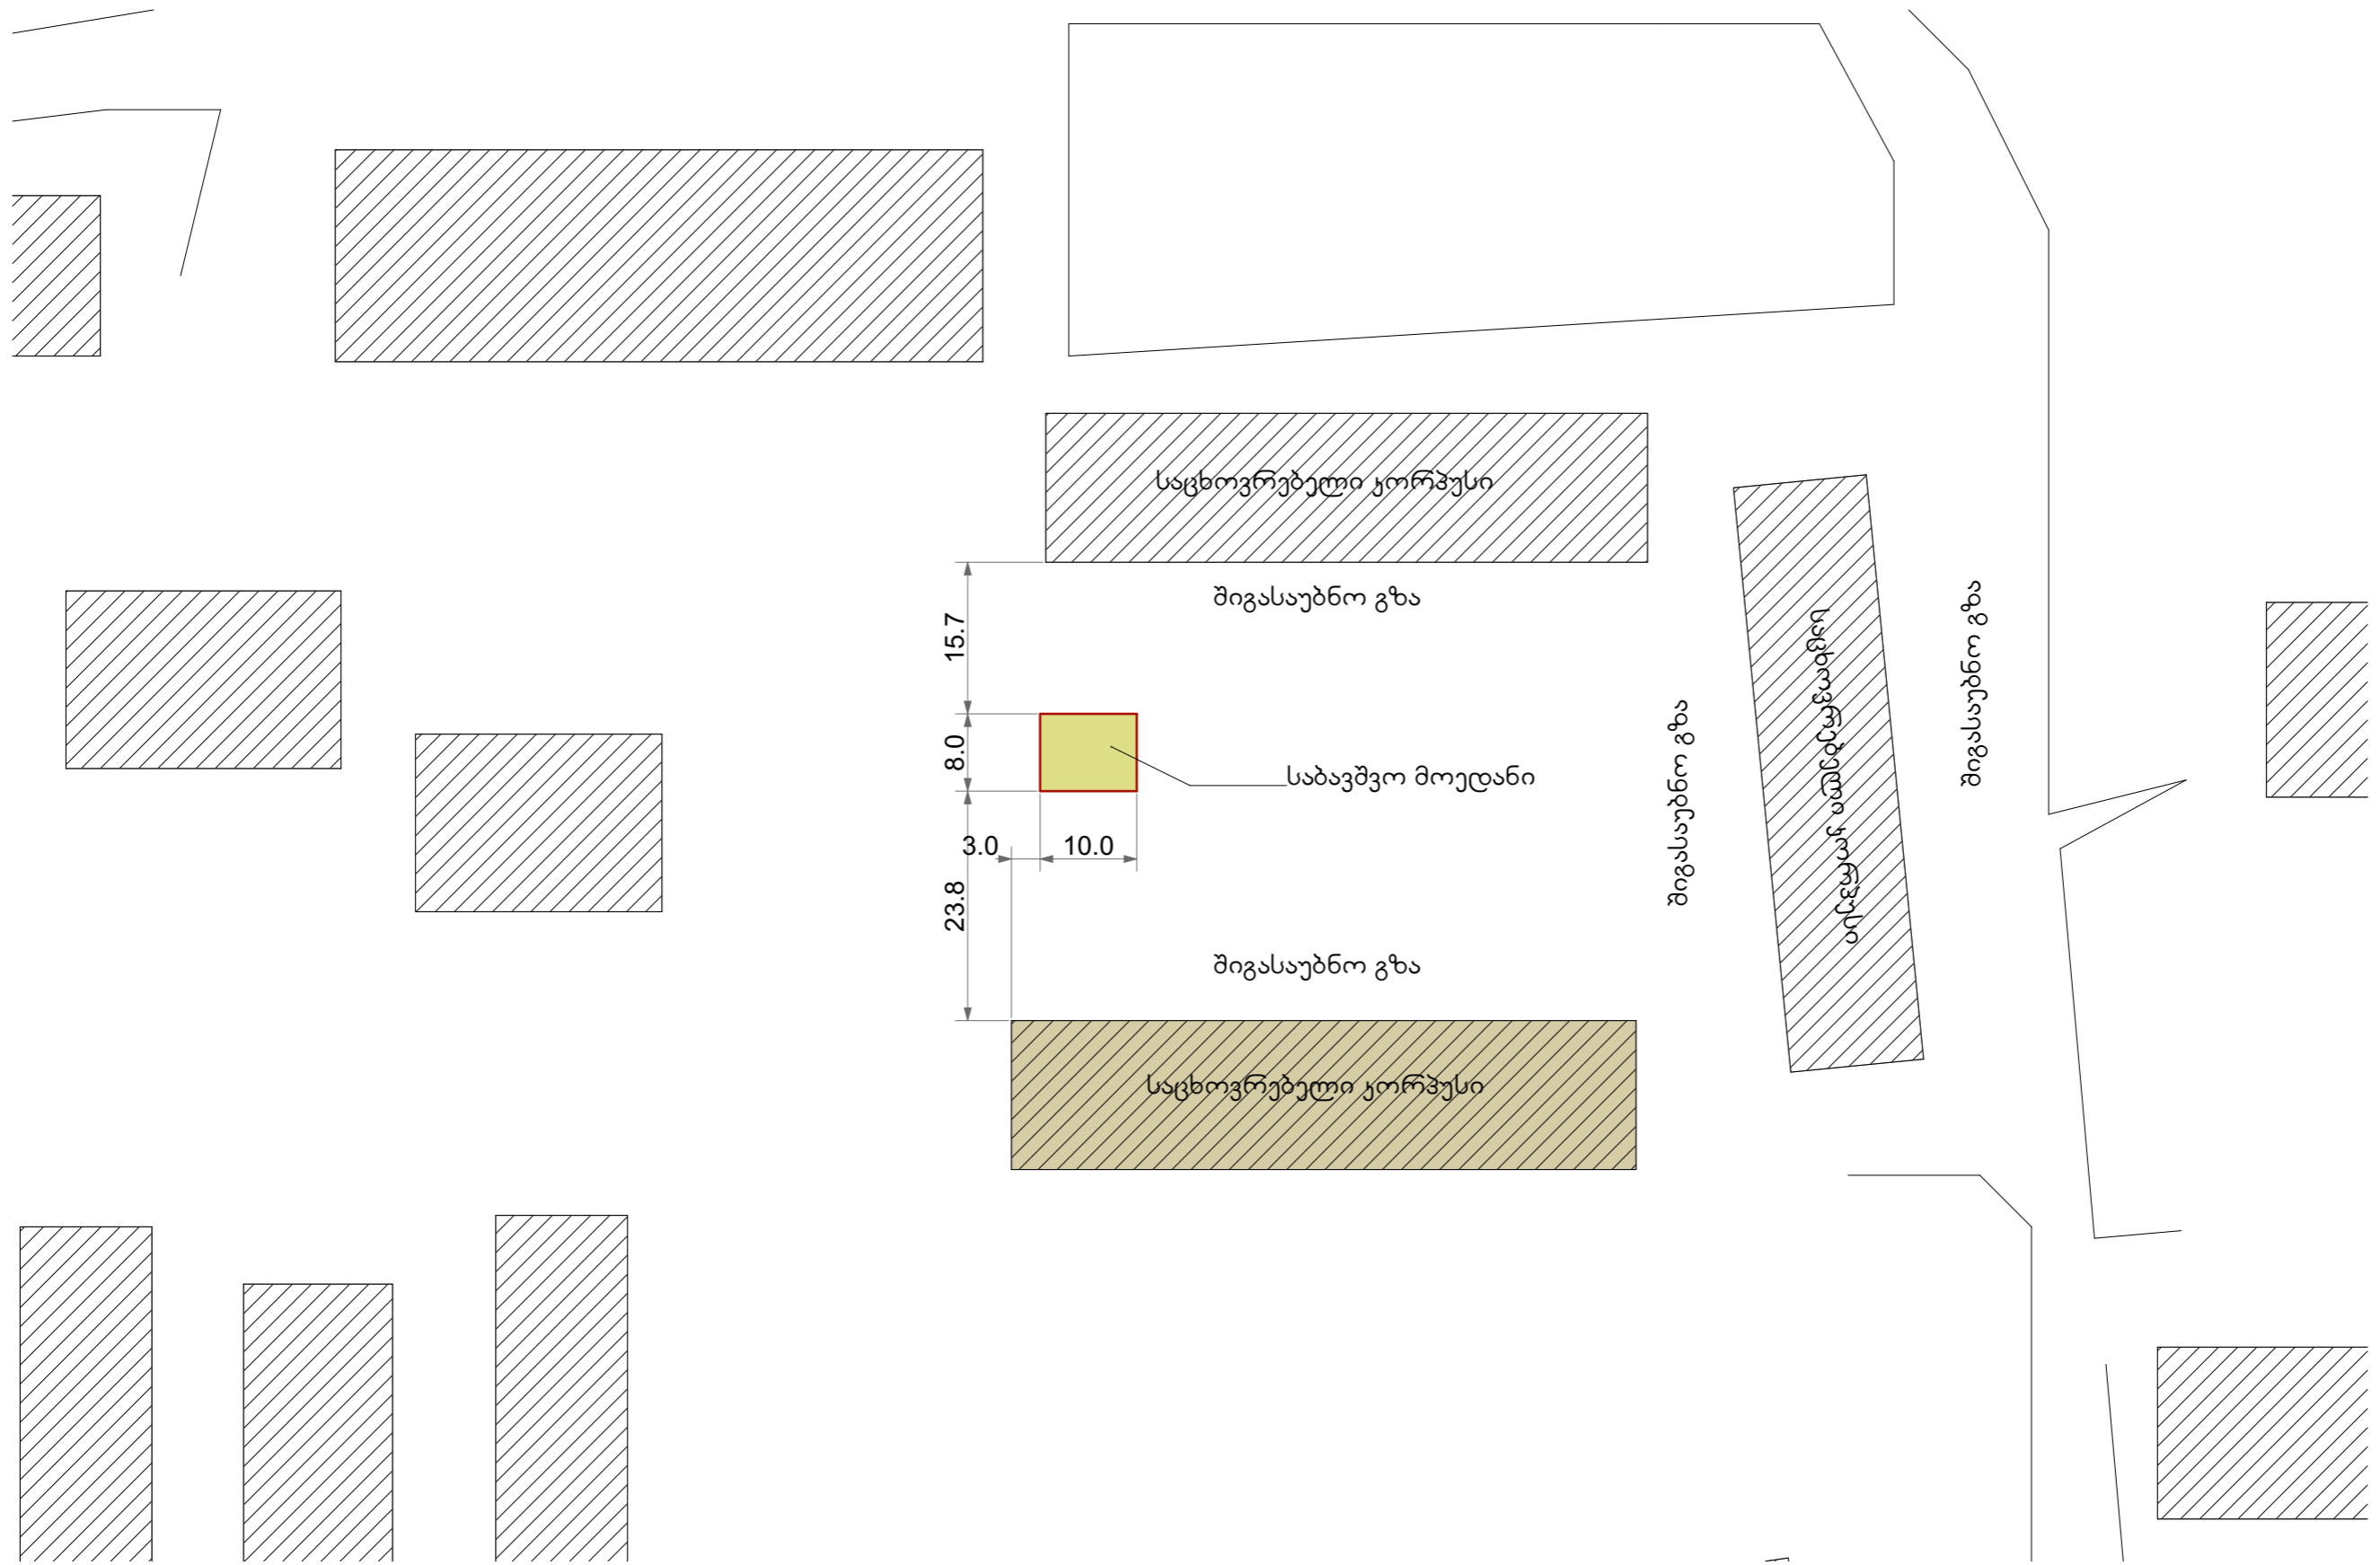 საცხოვრებელი კორპუსი
შიგასაუბნო გზა
15.7
საცხოვრებელი კორპუსი
შიგასაუბნო გზა
შიგასაუბნო გზა
8.0
საბავშვო მოედანი
3.0
10.0
23.8
შიგასაუბნო გზა
საცხოვრებელი კორპუსი